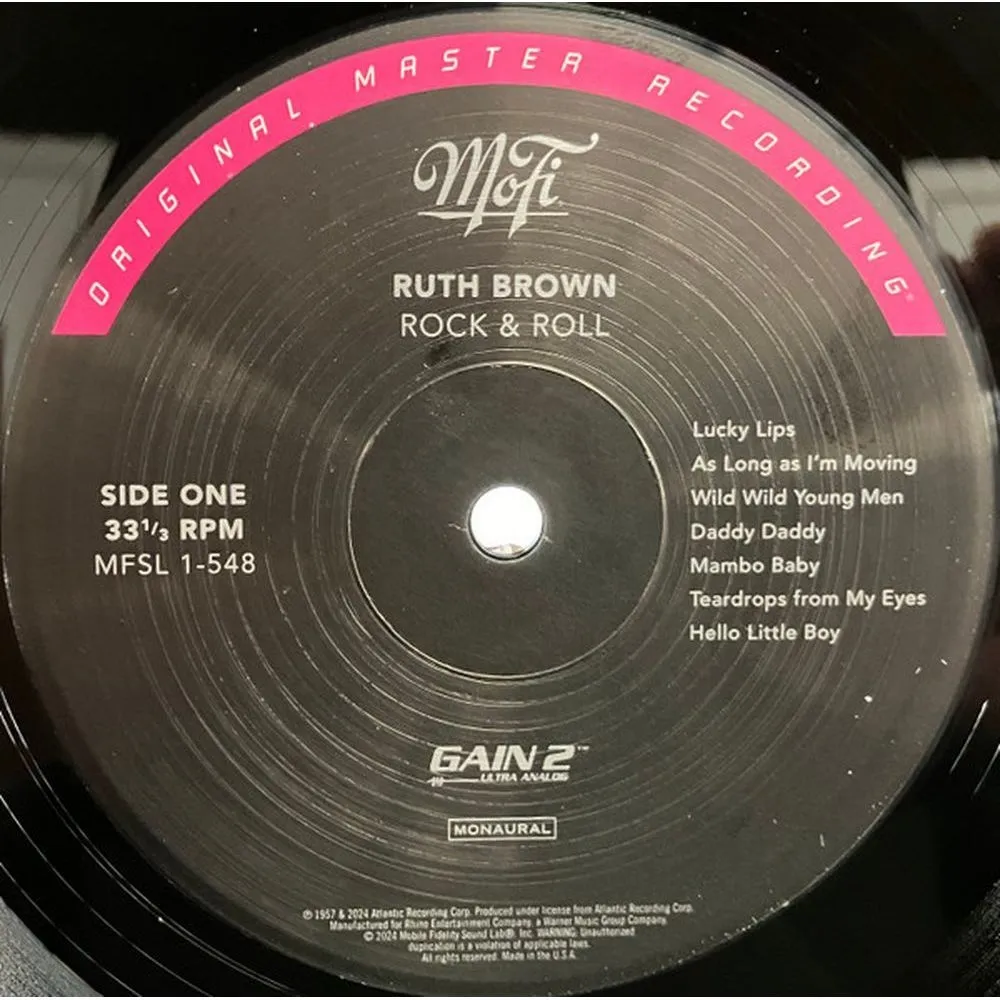 ORIGINAL MASTER RECORDING®
MoFi
RUTH BROWN
ROCK & ROLL
SIDE ONE
33 1/3 RPM
MFSL 1-548
Lucky Lips
As Long as I'm Moving
Wild Wild Young Men
Daddy Daddy
Mambo Baby
Teardrops from My Eyes
Hello Little Boy
GAIN 2™
ULTRA ANALOG
MONAURAL
℗ 1957 & 2024 Atlantic Recording Corp. Produced under license from Atlantic Recording Corp.
Manufactured for Rhino Entertainment Company, a Warner Music Group Company.
© 2024 Mobile Fidelity Sound Lab®, Inc. WARNING: Unauthorized
duplication is a violation of applicable laws.
All rights reserved. Made in the U.S.A.